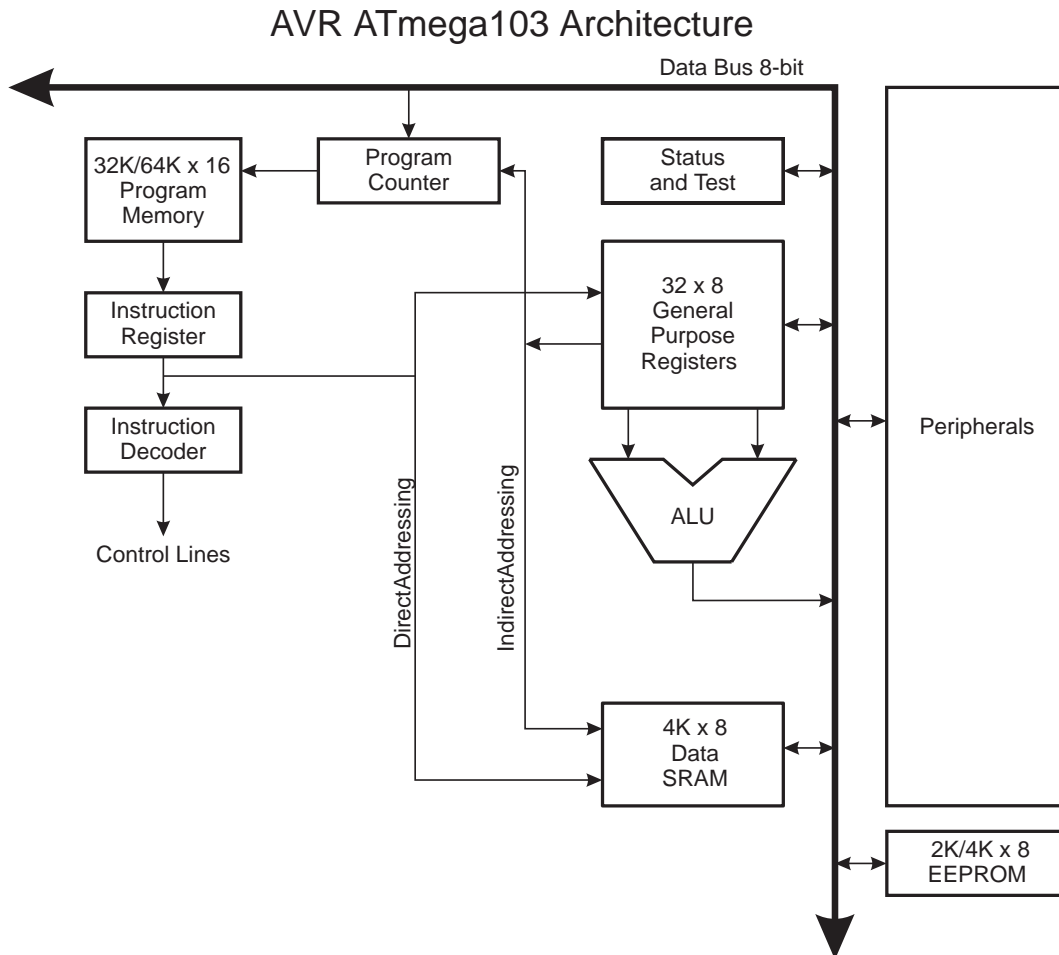 AVR ATmega103 Architecture
Data Bus 8-bit
32K/64K x 16
Program
Memory
Program
Counter
Status
and Test
Instruction
Register
32 x 8
General
Purpose
Registers
Instruction
Decoder
Peripherals
ALU
Control Lines
DirectAddressing
IndirectAddressing
4K x 8
Data
SRAM
2K/4K x 8
EEPROM